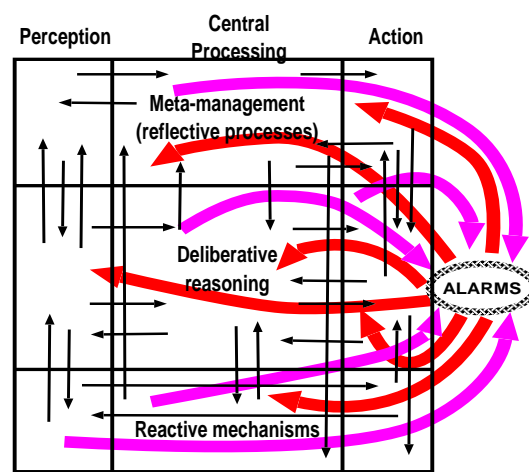 Perception
Central
Processing
Action
Meta-management
(reflective processes)
Deliberative
reasoning
ALARMS
Reactive mechanisms